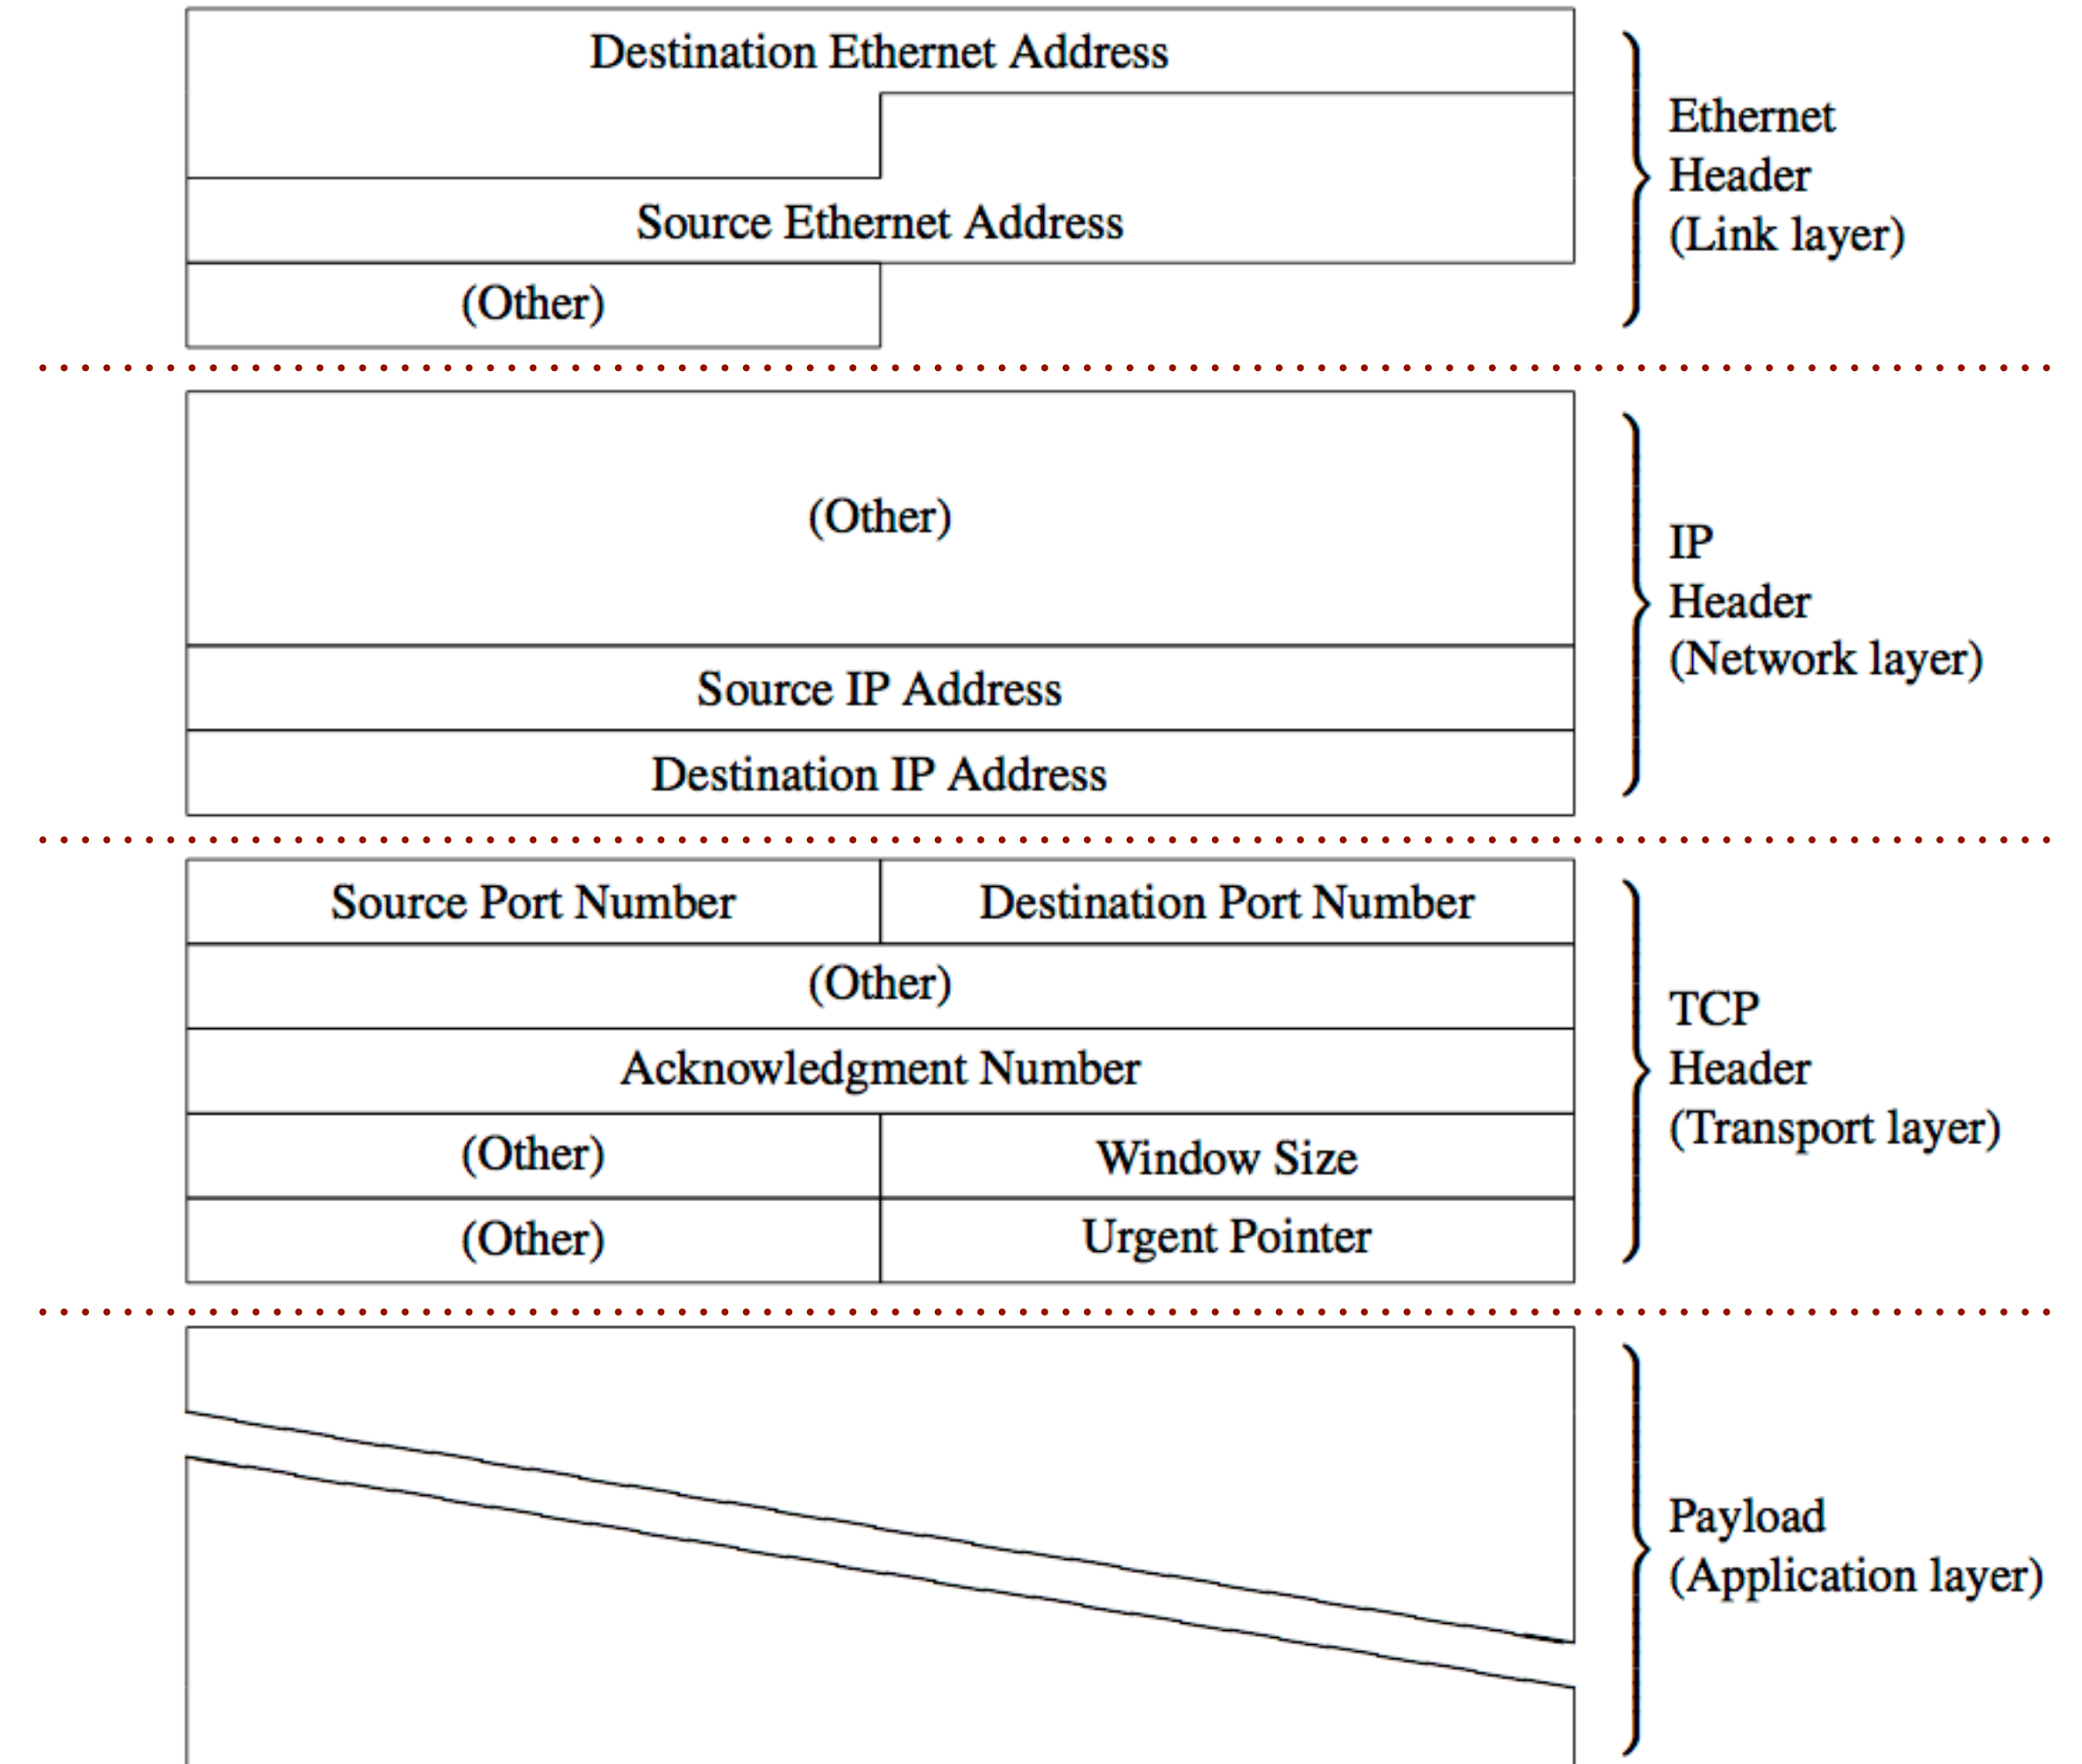 Destination Ethernet Address
Source Ethernet Address
(Other)
Ethernet
Header
(Link layer)
(Other)
Source IP Address
Destination IP Address
IP
Header
(Network layer)
Source Port Number Destination Port Number
(Other)
Acknowledgment Number
(Other) Window Size
(Other) Urgent Pointer
TCP
Header
(Transport layer)
Payload
(Application layer)